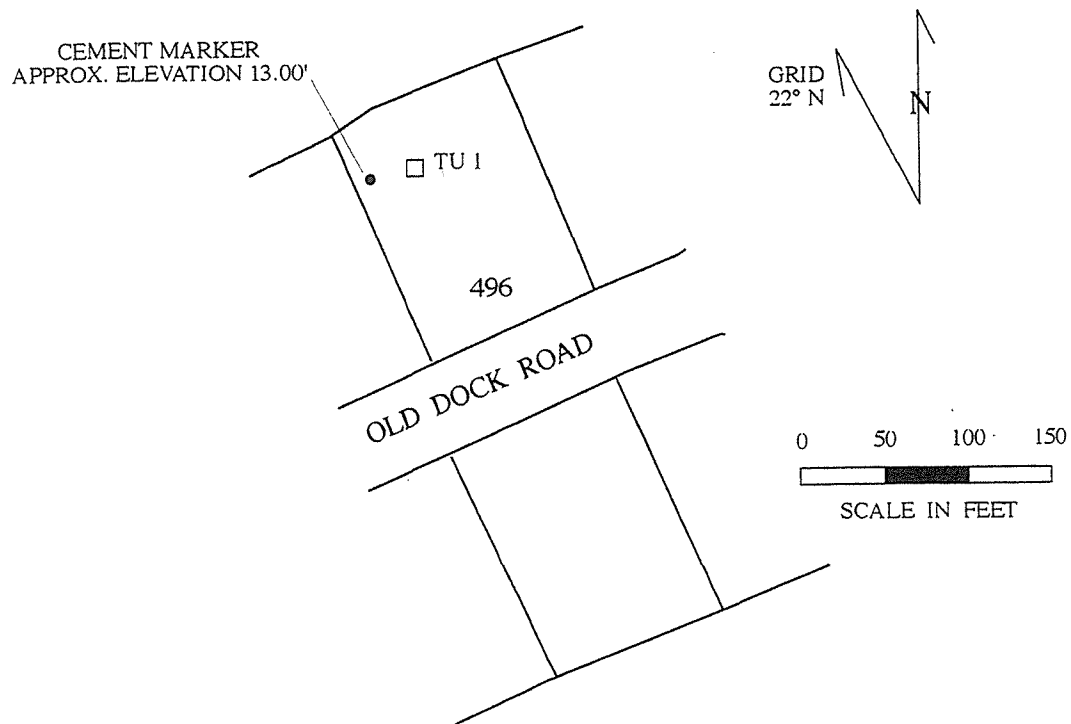 CEMENT MARKER
APPROX. ELEVATION 13.00'
GRID
22° N
N
TU 1
496
OLD DOCK ROAD
0 50 100 150
SCALE IN FEET